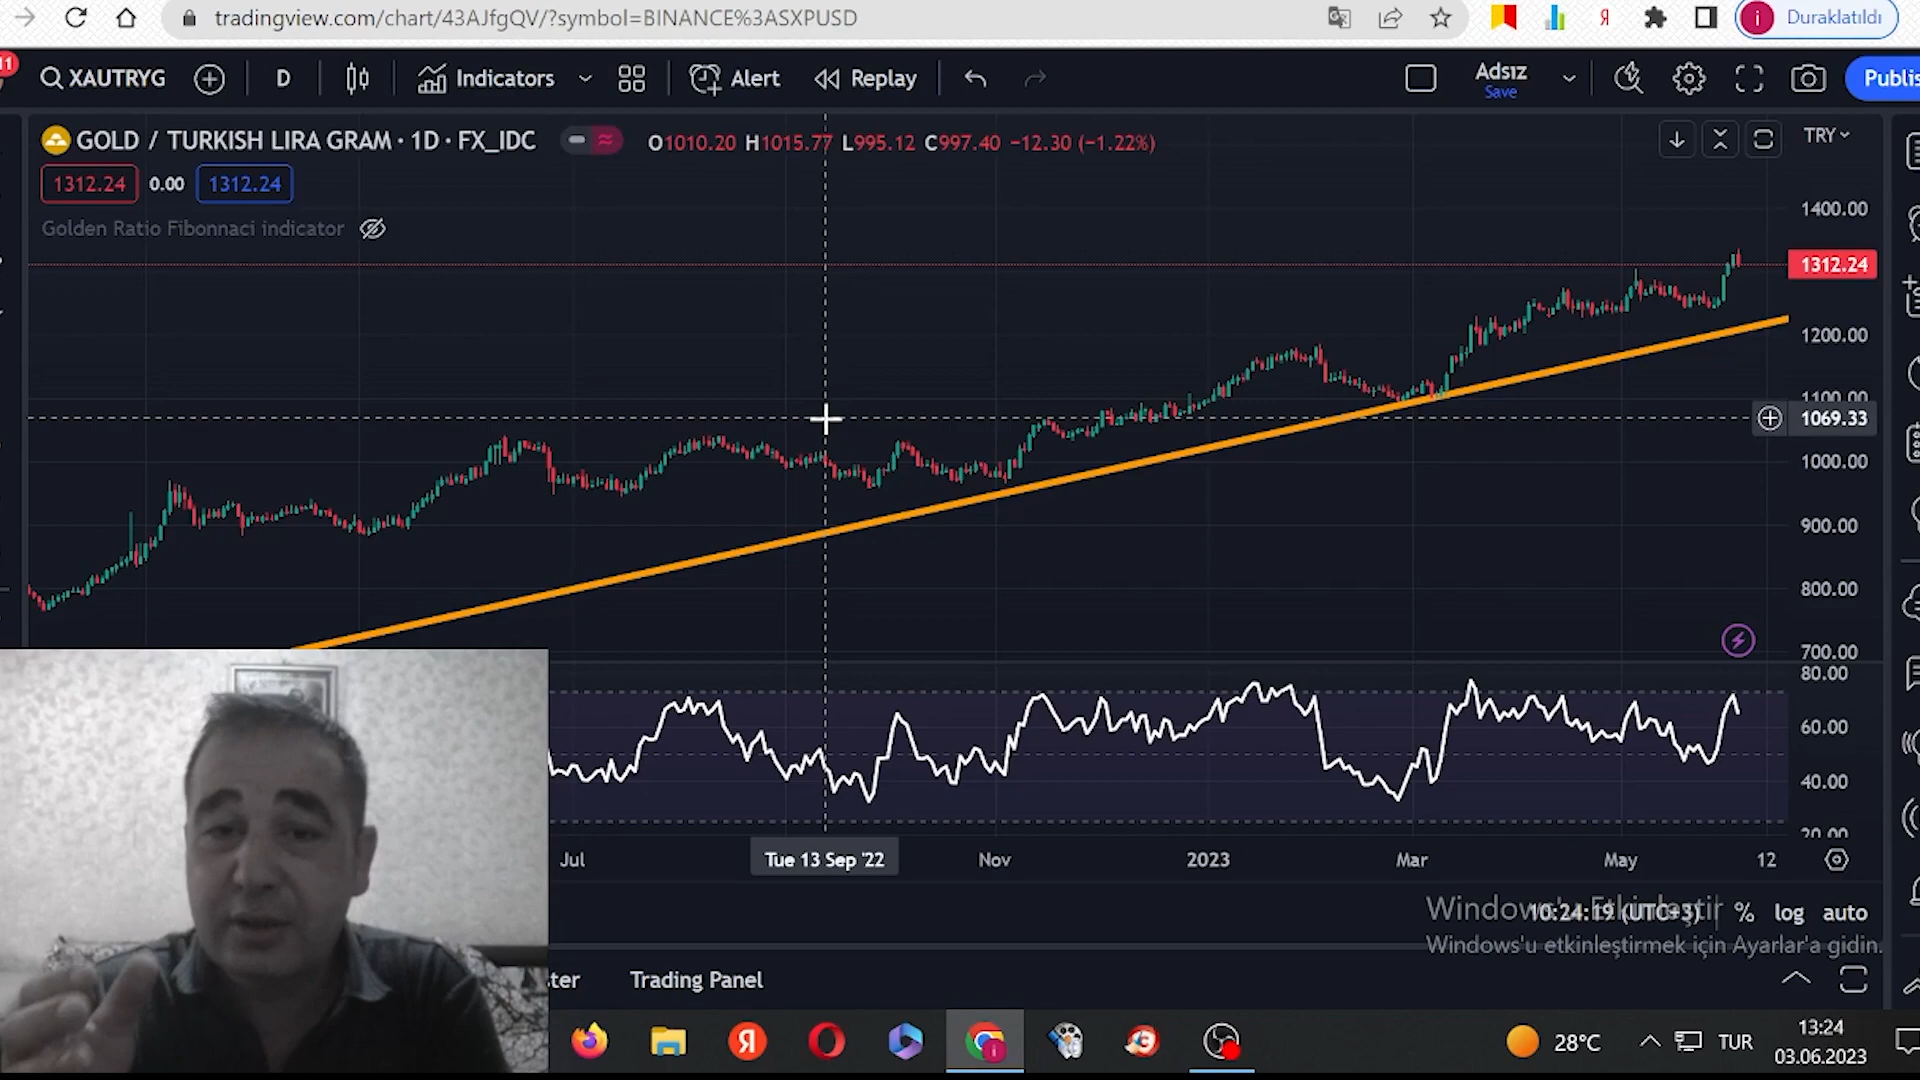 tradingview.com/chart/43AJfgQV/?symbol=BINANCE%3ASXPUSD
Duraklatıldı
11
XAUTRYG
D
Indicators
Alert
Replay
Adsız
Save
GOLD / TURKISH LIRA GRAM · 1D · FX_IDC
O1010.20 H1015.77 L995.12 C997.40 −12.30 (−1.22%)
TRY
1312.24 0.00 1312.24
Golden Ratio Fibonnaci indicator
1400.00
1312.24
1200.00
1100.00
1069.33
1000.00
900.00
800.00
700.00
80.00
60.00
40.00
20.00
Jul
Tue 13 Sep '22
Nov
2023
Mar
May
12
Windows'u Etkinleştir
10:24:19 (UTC+3)
% log auto
Windows'u etkinleştirmek için Ayarlar'a gidin.
Trading Panel
28°C
TUR
13:24
03.06.2023